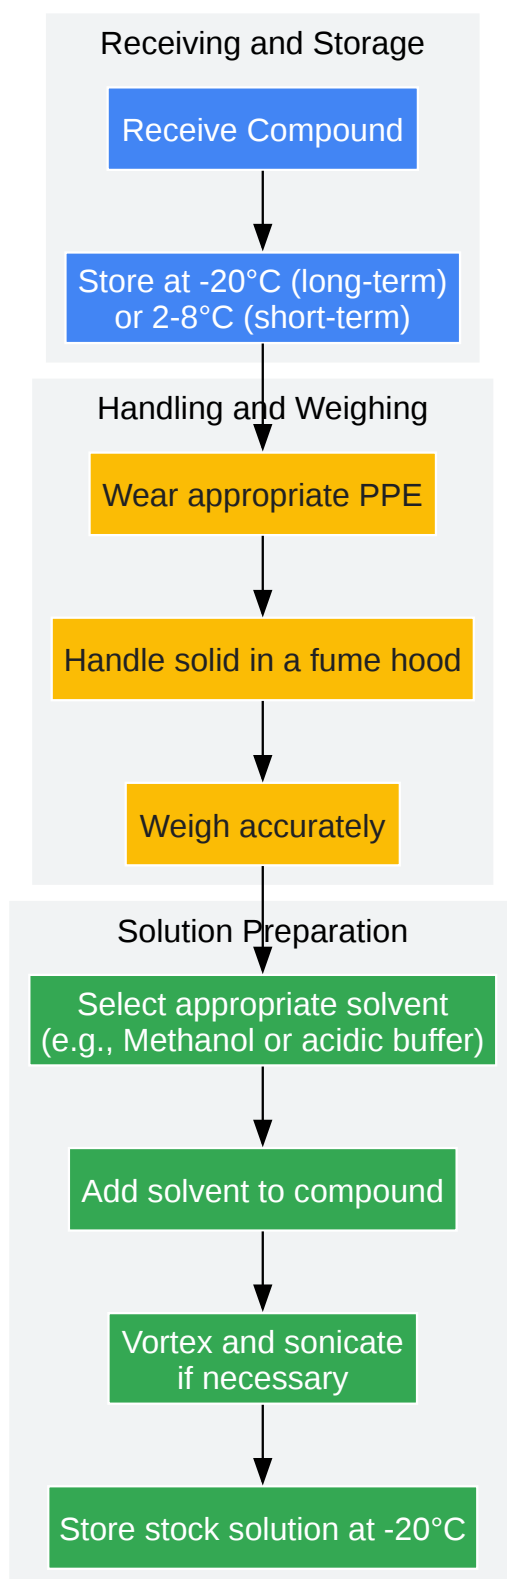 Receiving and Storage
Receive Compound
Store at -20°C (long-term)
or 2-8°C (short-term)
Handling and Weighing
Wear appropriate PPE
Handle solid in a fume hood
Weigh accurately
Solution Preparation
Select appropriate solvent
(e.g., Methanol or acidic buffer)
Add solvent to compound
Vortex and sonicate
if necessary
Store stock solution at -20°C